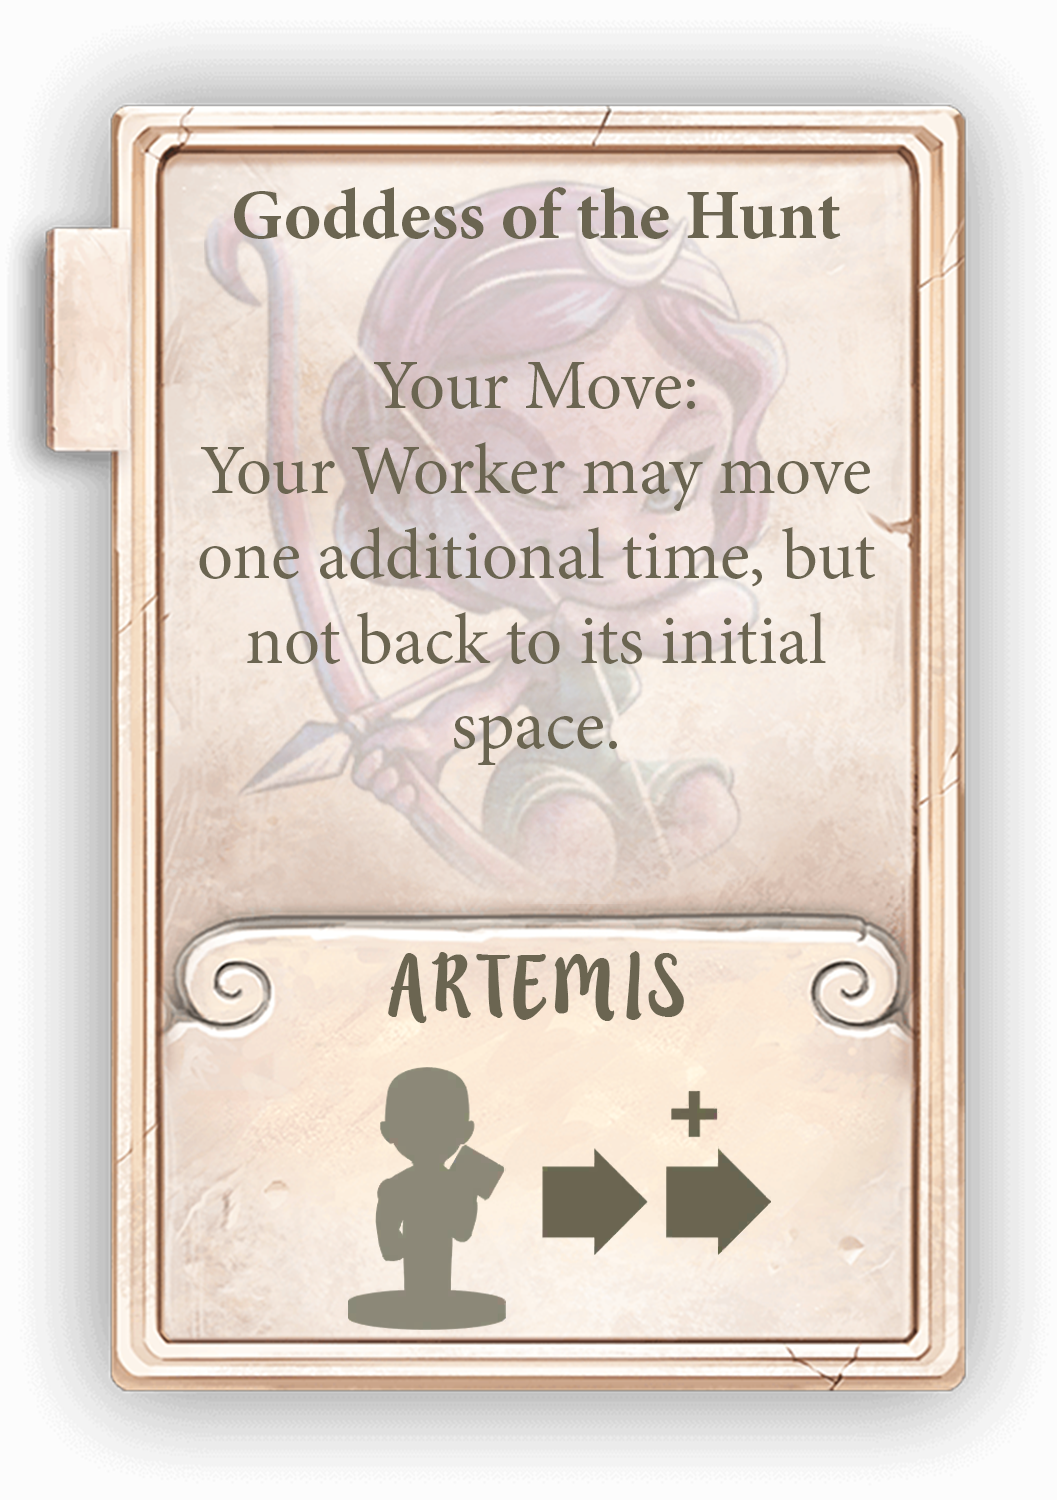 Goddess of the Hunt
Your Move:
Your Worker may move
one additional time, but
not back to its initial
space.
ARTEMIS
+